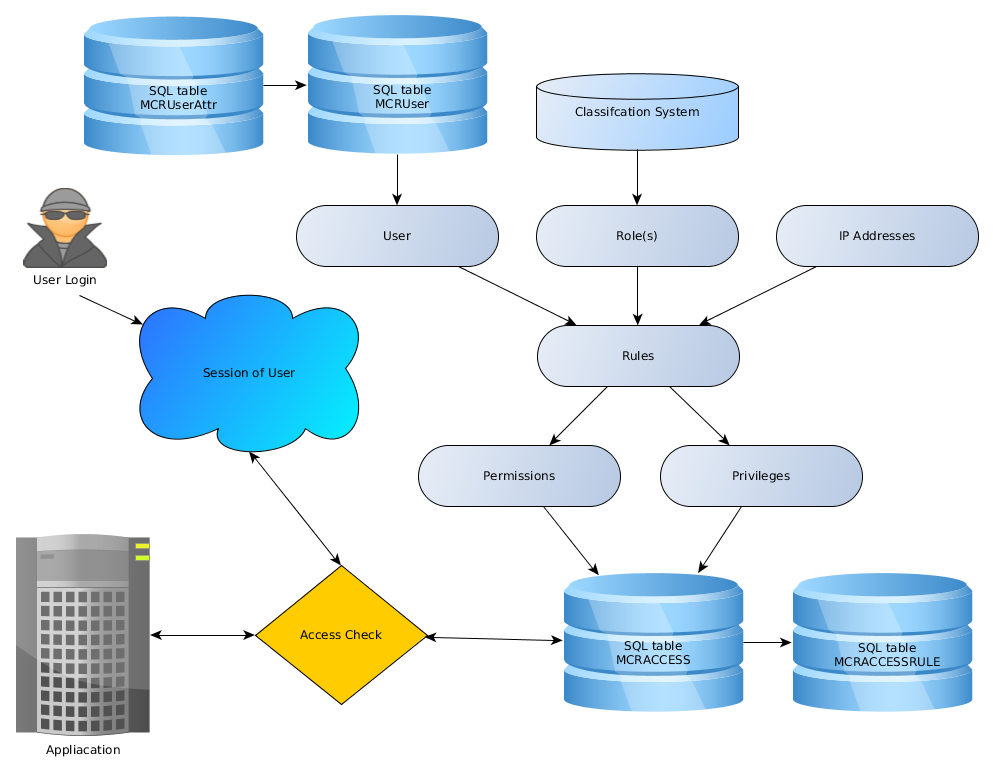 SQL table
MCRUserAttr
SQL table
MCRUser
Classifcation System
User
Role(s)
IP Addresses
User Login
Session of User
Rules
Permissions
Privileges
Access Check
SQL table
MCRACCESS
SQL table
MCRACCESSRULE
Appliacation